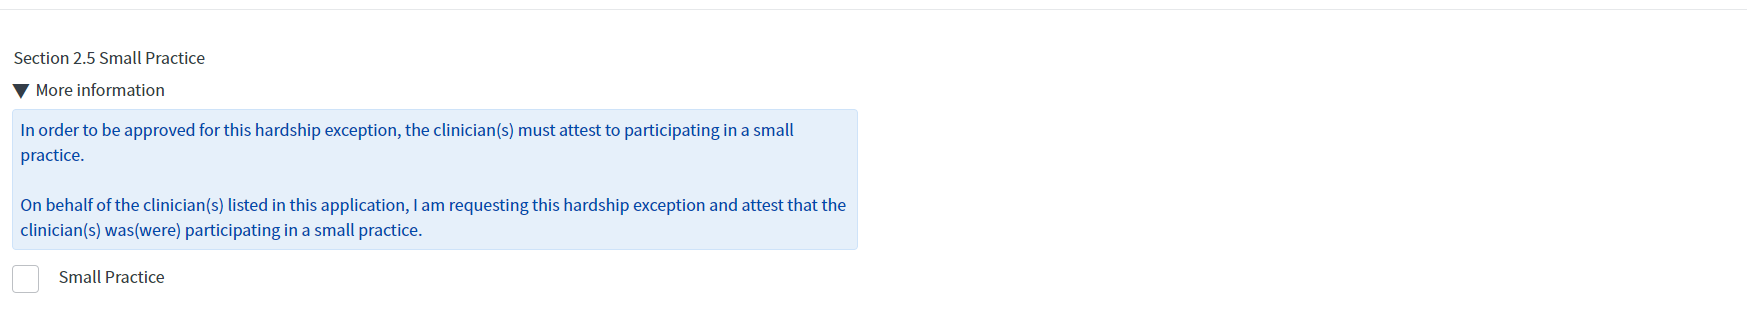 Section 2.5 Small Practice
More information
In order to be approved for this hardship exception, the clinician(s) must attest to participating in a small
practice.
On behalf of the clinician(s) listed in this application, I am requesting this hardship exception and attest that the
clinician(s) was(were) participating in a small practice.
Small Practice